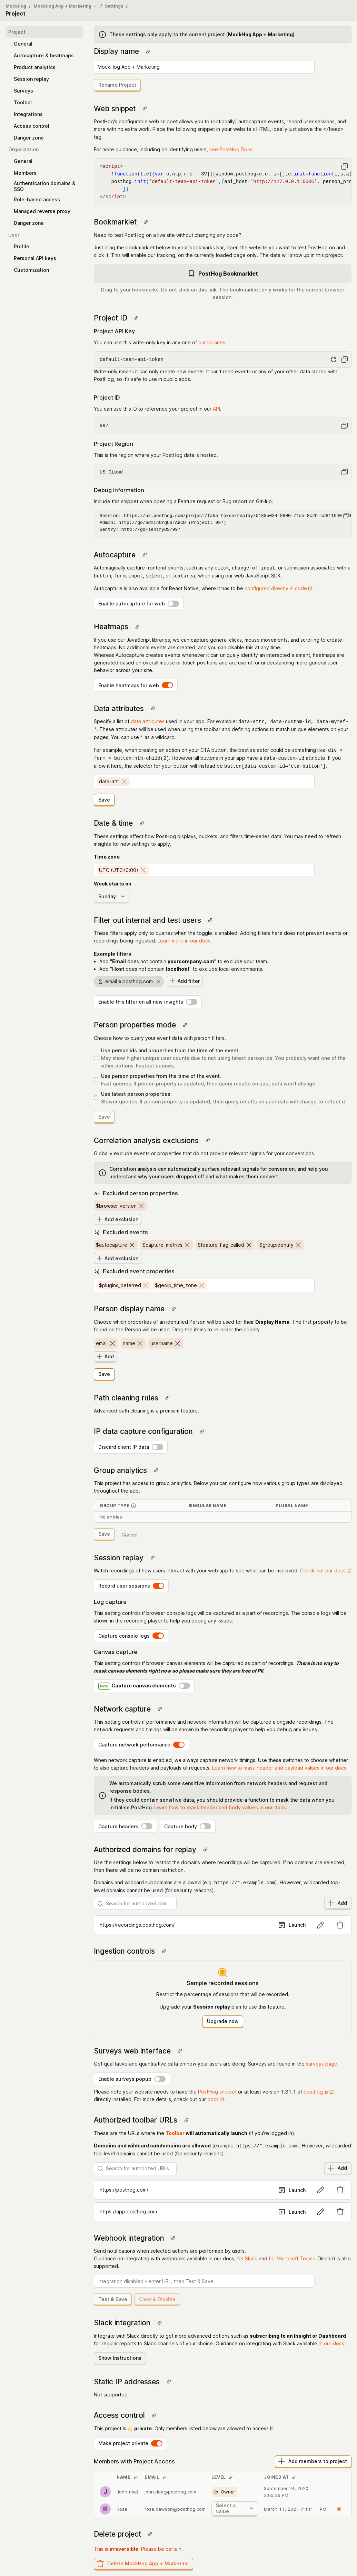 MockHog / MockHog App + Marketing / Settings /
Project
Project
General
Autocapture & heatmaps
Product analytics
Session replay
Surveys
Toolbar
Integrations
Access control
Danger zone
Organization
General
Members
Authentication domains &
SSO
Role-based access
Managed reverse proxy
Danger zone
User
Profile
Personal API keys
Customization
These settings only apply to the current project (MockHog App + Marketing).
Display name
MockHog App + Marketing
Rename Project
Web snippet
PostHog's configurable web snippet allows you to (optionally) autocapture events, record user sessions, and
more with no extra work. Place the following snippet in your website's HTML, ideally just above the </head>
tag.
For more guidance, including on identifying users, see PostHog Docs.
<script>
posthog.init('default-team-api-token',{api_host:'http://127.0.0.1:6006', person_pro
})
</script>
Bookmarklet
Need to test PostHog on a live site without changing any code?
Just drag the bookmarklet below to your bookmarks bar, open the website you want to test PostHog on and
click it. This will enable our tracking, on the currently loaded page only. The data will show up in this project.
PostHog Bookmarklet
Drag to your bookmarks. Do not click on this link. The bookmarklet only works for the current browser
session.
Project ID
Project API Key
You can use this write-only key in any one of our libraries.
default-team-api-token
Write-only means it can only create new events. It can't read events or any of your other data stored with
PostHog, so it's safe to use in public apps.
Project ID
You can use this ID to reference your project in our API.
997
Project Region
This is the region where your PostHog data is hosted.
US Cloud
Debug information
Include this snippet when opening a Feature request or Bug report on GitHub.
Admin: http://go/adminOrgUS/ABCD (Project: 997)
Sentry: http://go/sentryUS/997
Autocapture
Automagically capture frontend events, such as any click, change of input, or submission associated with a
button, form, input, select, or textarea, when using our web JavaScript SDK.
Autocapture is also available for React Native, where it has to be configured directly in code.
Enable autocapture for web
Heatmaps
If you use our JavaScript libraries, we can capture general clicks, mouse movements, and scrolling to create
heatmaps. No additional events are created, and you can disable this at any time.
Whereas Autocapture creates events whenever it can uniquely identify an interacted element, heatmaps are
generated based on overall mouse or touch positions and are useful for understanding more general user
behavior across your site.
Enable heatmaps for web
Data attributes
Specify a list of data attributes used in your app. For example: data-attr, data-custom-id, data-myref-
*. These attributes will be used when using the toolbar and defining actions to match unique elements on
your pages. You can use * as a wildcard.
For example, when creating an action on your CTA button, the best selector could be something like: div >
form > button:nth-child(2). However all buttons in your app have a data-custom-id attribute. If you
allow it here, the selector for your button will instead be button[data-custom-id='cta-button'].
data-attr
Save
Date & time
These settings affect how PostHog displays, buckets, and filters time-series data. You may need to refresh
insights for new settings to apply.
Time zone
UTC (UTC±0:00)
Week starts on
Sunday
Filter out internal and test users
These filters apply only to queries when the toggle is enabled. Adding filters here does not prevent events or
recordings being ingested. Learn more in our docs.
Example filters
Add "Email does not contain yourcompany.com" to exclude your team.
Add "Host does not contain localhost" to exclude local environments.
email ∋ posthog.com
Add filter
Enable this filter on all new insights
Person properties mode
Choose how to query your event data with person filters.
Use person ids and person properties from the time of the event.
May show higher unique user counts due to not using latest person ids. You probably want one of the
other options. Fastest queries.
Use person properties from the time of the event.
Fast queries. If person property is updated, then query results on past data won't change.
Use latest person properties.
Slower queries. If person property is updated, then query results on past data will change to reflect it.
Save
Correlation analysis exclusions
Globally exclude events or properties that do not provide relevant signals for your conversions.
Correlation analysis can automatically surface relevant signals for conversion, and help you
understand why your users dropped off and what makes them convert.
Excluded person properties
$browser_version
Add exclusion
Excluded events
$autocapture $capture_metrics $feature_flag_called $groupidentify
Add exclusion
Excluded event properties
$plugins_deferred $geoip_time_zone
Person display name
Choose which properties of an identified Person will be used for their Display Name. The first property to be
found on the Person will be used. Drag the items to re-order the priority.
email name username
Add
Save
Path cleaning rules
Advanced path cleaning is a premium feature.
IP data capture configuration
Discard client IP data
Group analytics
This project has access to group analytics. Below you can configure how various group types are displayed
throughout the app.
GROUP TYPE SINGULAR NAME PLURAL NAME
No entries
Save Cancel
Session replay
Watch recordings of how users interact with your web app to see what can be improved. Check out our docs
Record user sessions
Log capture
This setting controls if browser console logs will be captured as a part of recordings. The console logs will be
shown in the recording player to help you debug any issues.
Capture console logs
Canvas capture
This setting controls if browser canvas elements will be captured as part of recordings. There is no way to
mask canvas elements right now so please make sure they are free of PII.
New Capture canvas elements
Network capture
This setting controls if performance and network information will be captured alongside recordings. The
network requests and timings will be shown in the recording player to help you debug any issues.
Capture network performance
When network capture is enabled, we always capture network timings. Use these switches to choose whether
to also capture headers and payloads of requests. Learn how to mask header and payload values in our docs
We automatically scrub some sensitive information from network headers and request and
response bodies.
If they could contain sensitive data, you should provide a function to mask the data when you
initialise PostHog. Learn how to mask header and body values in our docs
Capture headers Capture body
Authorized domains for replay
Use the settings below to restrict the domains where recordings will be captured. If no domains are selected,
then there will be no domain restriction.
Domains and wildcard subdomains are allowed (e.g. https://*.example.com). However, wildcarded top-
level domains cannot be used (for security reasons).
Search for authorized dom...
Add
https://recordings.posthog.com/
Launch
Ingestion controls
Sample recorded sessions
Restrict the percentage of sessions that will be recorded.
Upgrade your Session replay plan to use this feature.
Upgrade now
Surveys web interface
Get qualitative and quantitative data on how your users are doing. Surveys are found in the surveys page.
Enable surveys popup
Please note your website needs to have the PostHog snippet or at least version 1.81.1 of posthog-js
directly installed. For more details, check out our docs.
Authorized toolbar URLs
These are the URLs where the Toolbar will automatically launch (if you're logged in).
Domains and wilcard subdomains are allowed (example: https://*.example.com). However, wildcarded
top-level domains cannot be used (for security reasons).
Search for authorized URLs
Add
https://posthog.com/
Launch
https://app.posthog.com
Launch
Webhook integration
Send notifications when selected actions are performed by users.
Guidance on integrating with webhooks available in our docs, for Slack and for Microsoft Teams. Discord is also
supported.
integration disabled - enter URL, then Test & Save
Test & Save Clear & Disable
Slack integration
Integrate with Slack directly to get more advanced options such as subscribing to an Insight or Dashboard
for regular reports to Slack channels of your choice. Guidance on integrating with Slack available in our docs.
Show Instructions
Static IP addresses
Not supported
Access control
This project is 🔒 private. Only members listed below are allowed to access it.
Make project private
Members with Project Access
Add members to project
NAME EMAIL LEVEL JOINED AT
J John john.doe@posthog.com Owner September 24, 2020
3:05:26 PM
R Rose rose.dawson@posthog.com Select a
value March 11, 2021 7:11:11 PM
Delete project
This is irreversible. Please be certain.
Delete MockHog App + Marketing